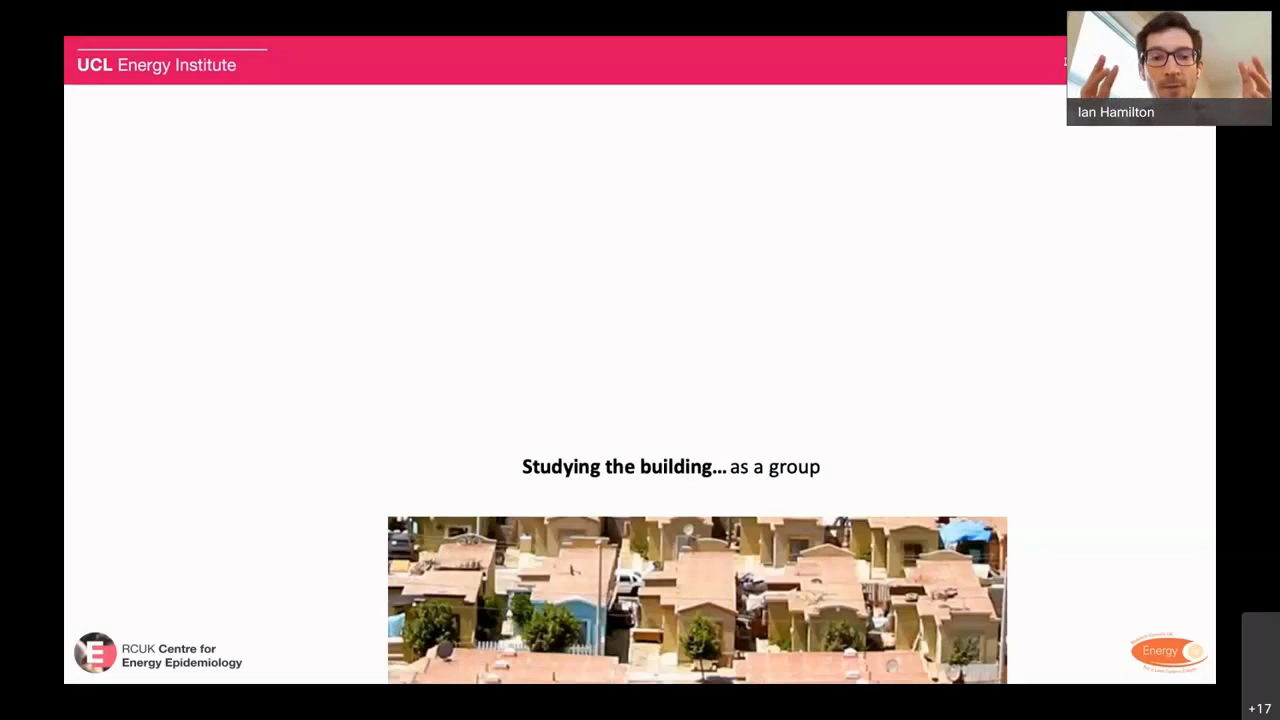 UCL Energy Institute
Ian Hamilton
Studying the building... as a group
RCUK Centre for
Energy Epidemiology
Energy
+17